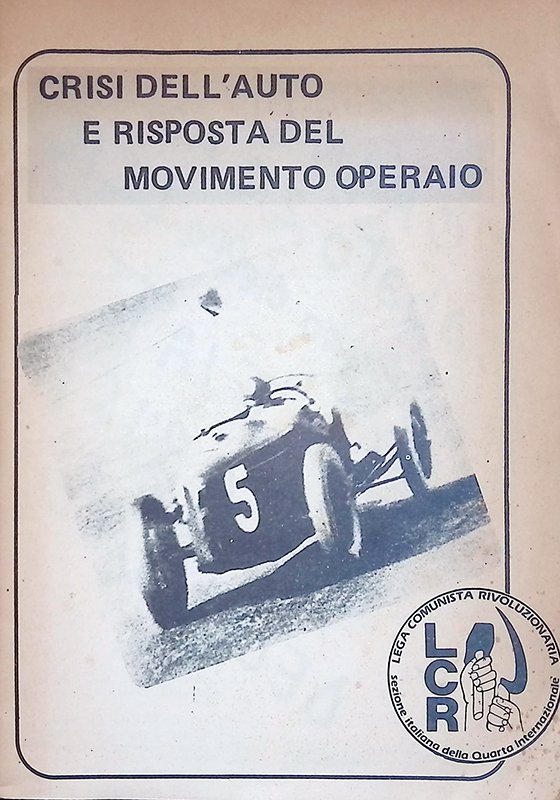 CRISI DELL'AUTO
E RISPOSTA DEL
MOVIMENTO OPERAIO
5
LEGA COMUNISTA RIVOLUZIONARIA
LCR
sezione italiana della Quarta Internazionale